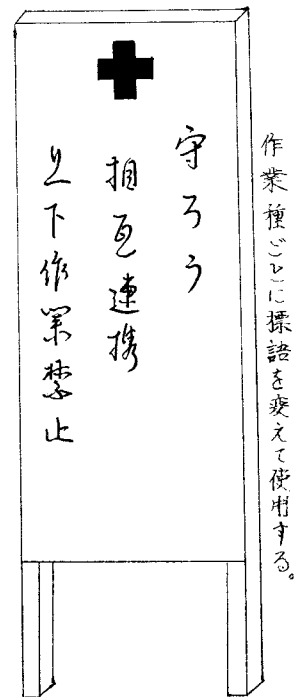 守ろう
相互連携
上下作業禁止
作業種ごとに標語を変えて使用する。